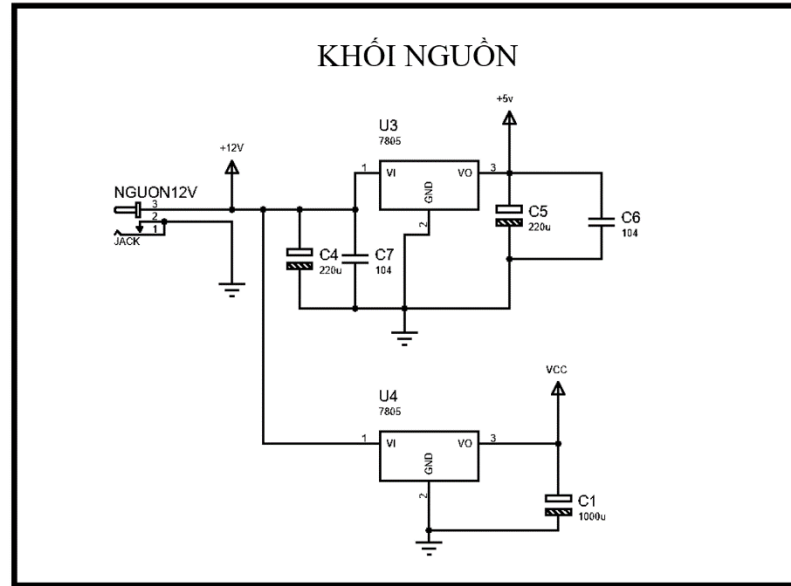 KHỐI NGUỒN
+5v
U3
7805
+12V
1
VI
VO
3
GND
2
NGUON12V
3
2
1
JACK
C5
220u
C6
104
C4
220u
C7
104
VCC
U4
7805
1
VI
VO
3
GND
2
C1
1000u